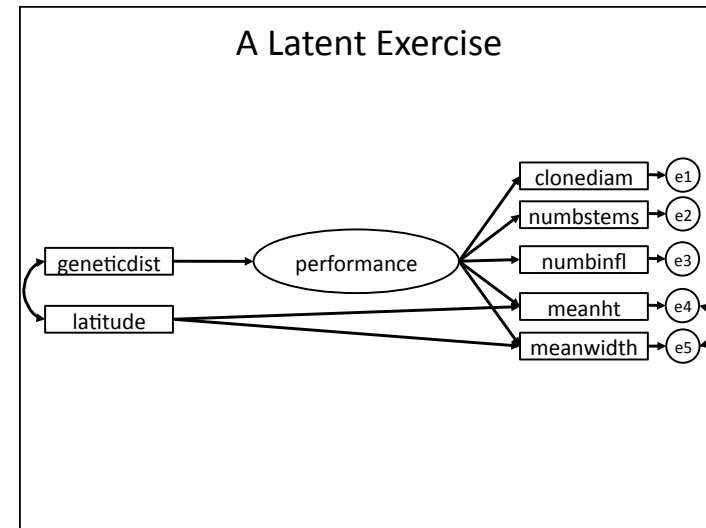 A Latent Exercise
clonediam
e1
numbstems
e2
geneticdist
performance
numbinfl
e3
latitude
meanht
e4
meanwidth
e5